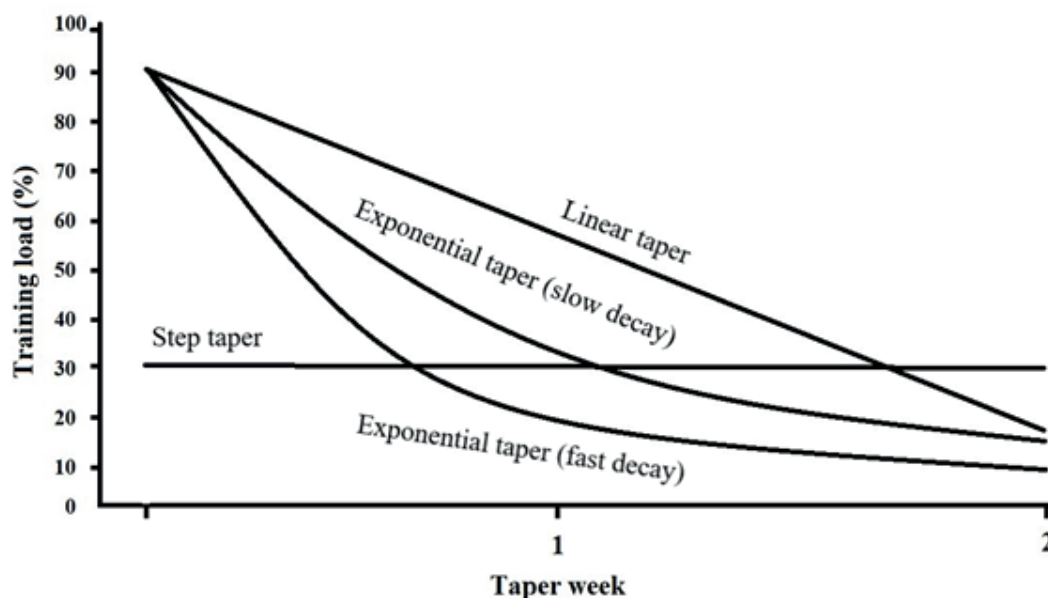 100
90
80
70
60
50
40
30
20
10
0
Training load (%)
Linear taper
Exponential taper (slow decay)
Step taper
Exponential taper (fast decay)
1
2
Taper week